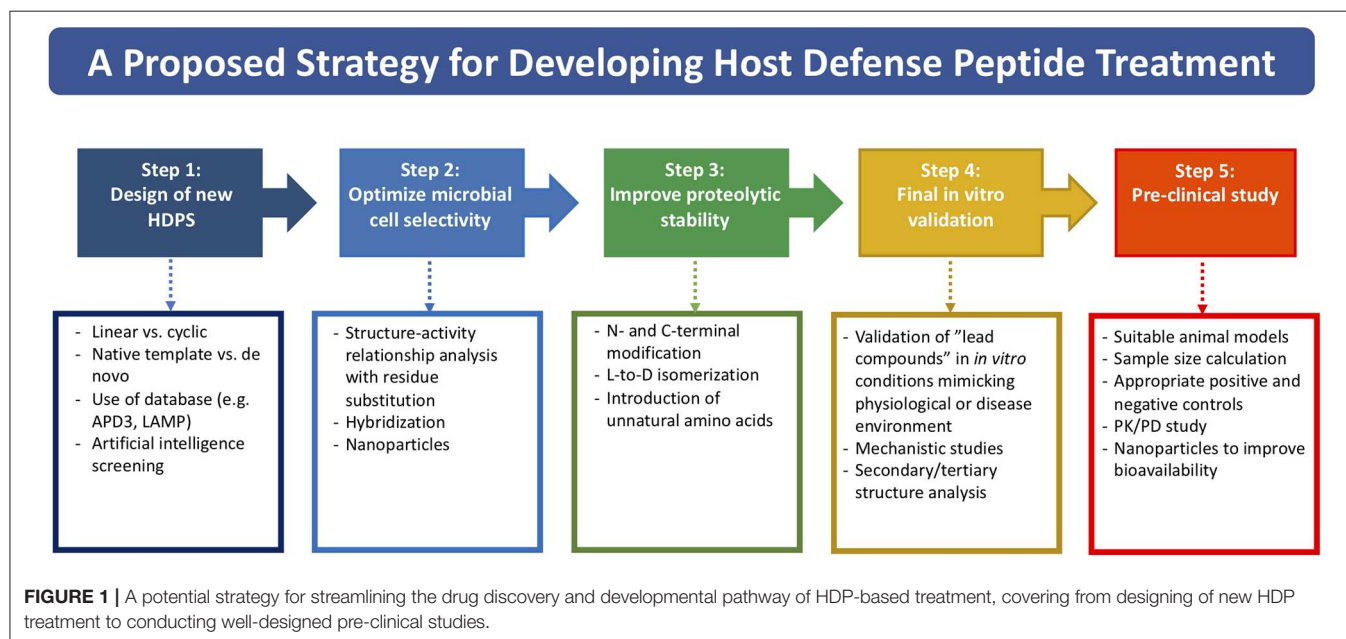 A Proposed Strategy for Developing Host Defense Peptide Treatment
Step 1:
Design of new
HDPS
Step 2:
Optimize microbial
cell selectivity
Step 3:
Improve proteolytic
stability
Step 4:
Final in vitro
validation
Step 5:
Pre-clinical study
- Linear vs. cyclic
- Native template vs. de
novo
- Use of database (e.g.
APD3, LAMP)
- Artificial intelligence
screening
- Structure-activity
relationship analysis
with residue
substitution
- Hybridization
- Nanoparticles
- N- and C-terminal
modification
- L-to-D isomerization
- Introduction of
unnatural amino acids
- Validation of ”lead
compounds” in in vitro
conditions mimicking
physiological or disease
environment
- Mechanistic studies
- Secondary/tertiary
structure analysis
- Suitable animal models
- Sample size calculation
- Appropriate positive and
negative controls
- PK/PD study
- Nanoparticles to improve
bioavailability
FIGURE 1 | A potential strategy for streamlining the drug discovery and developmental pathway of HDP-based treatment, covering from designing of new HDP
treatment to conducting well-designed pre-clinical studies.